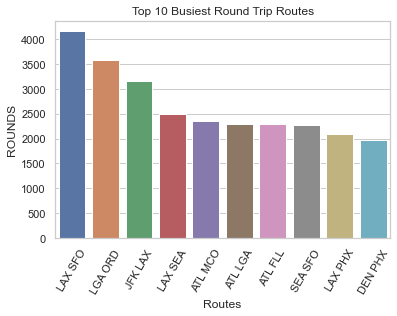 Top 10 Busiest Round Trip Routes
ROUNDS
4000
3500
3000
2500
2000
1500
1000
500
0
LAX SFO
LGA ORD
JFK LAX
LAX SEA
ATL MCO
ATL LGA
ATL FLL
SEA SFO
LAX PHX
DEN PHX
Routes